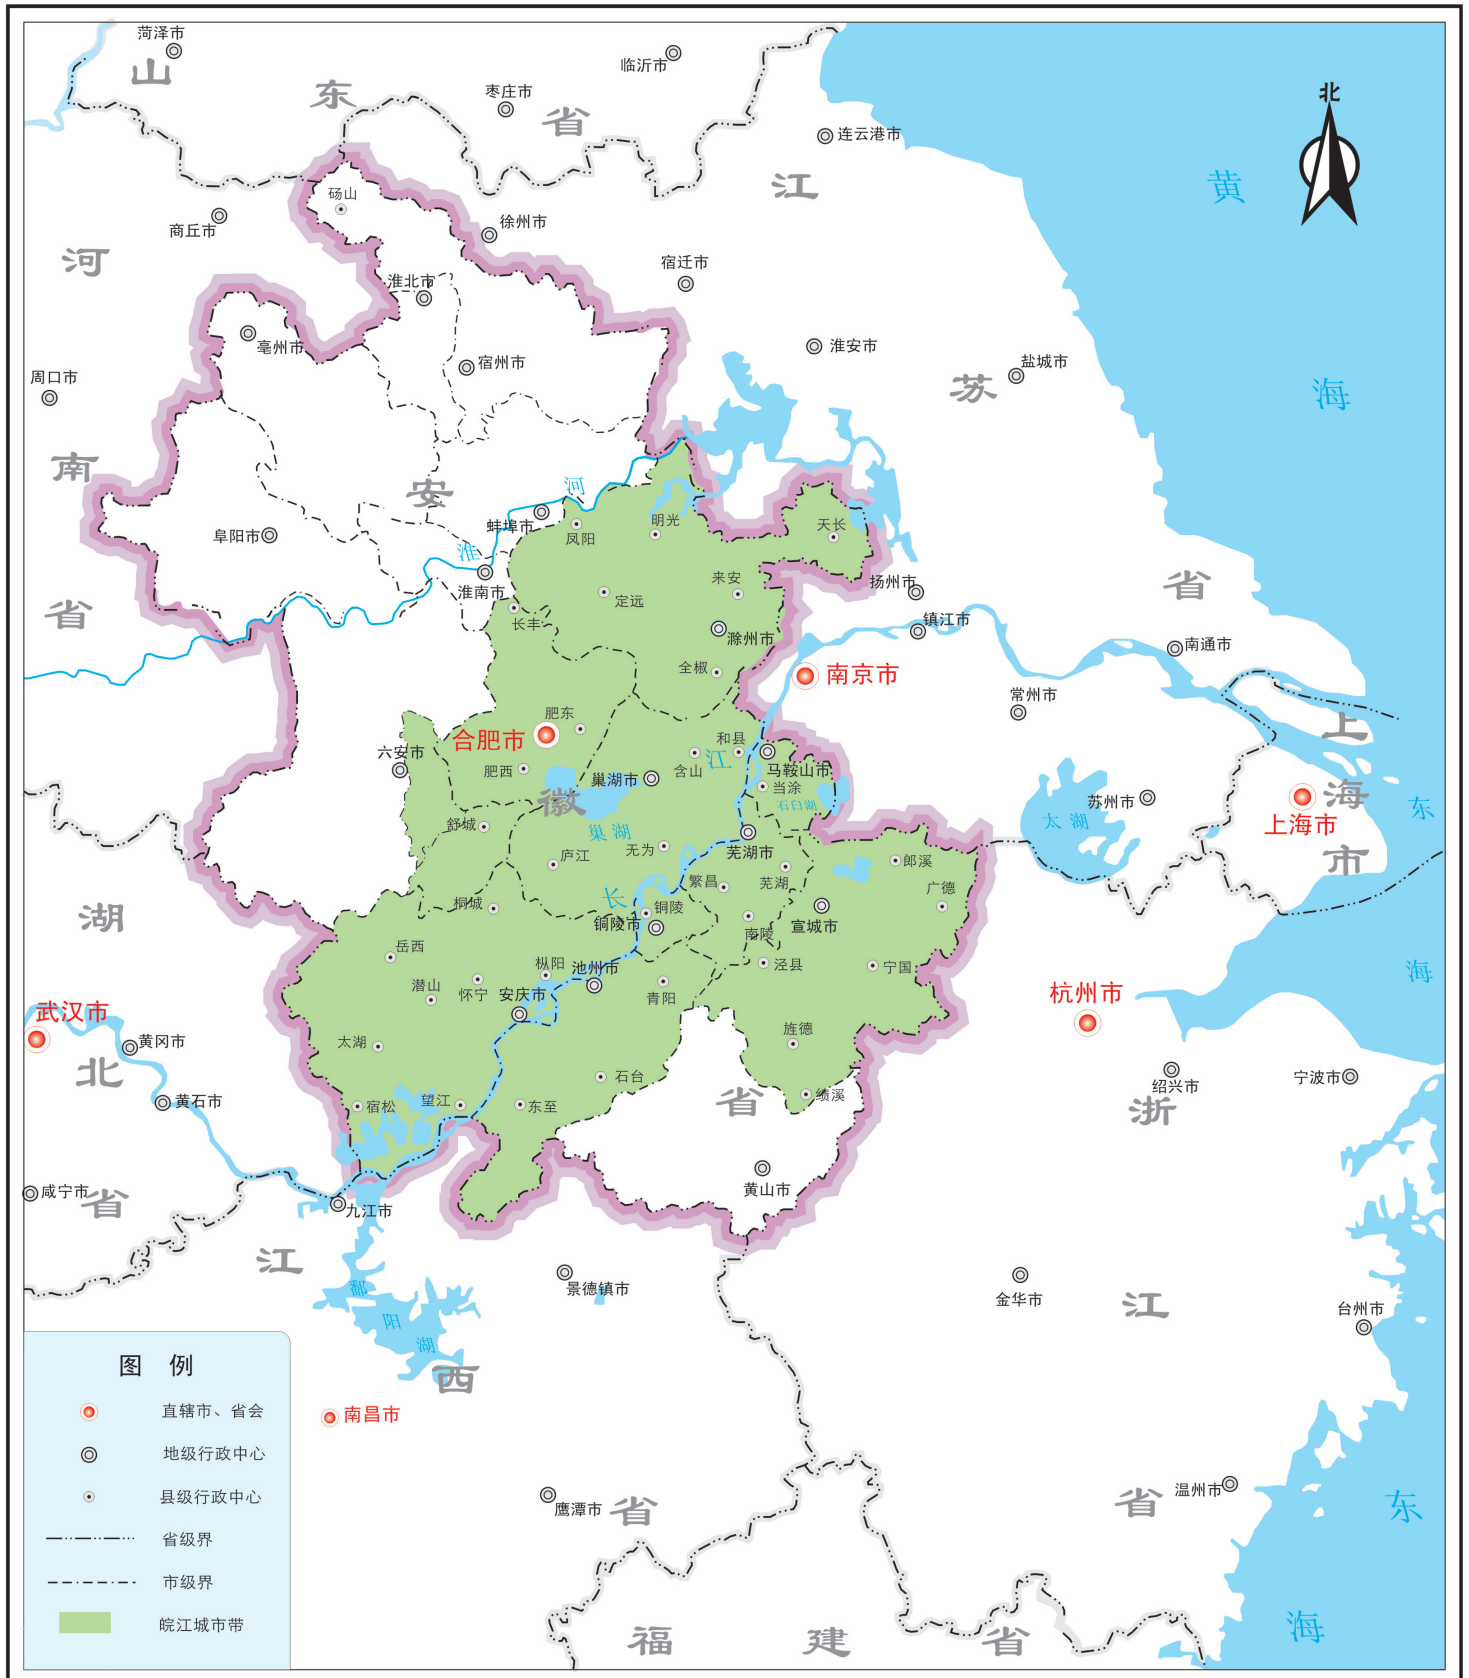 菏泽市
临沂市
山
东
枣庄市
省
北
连云港市
江
黄
砀山
商丘市
徐州市
河
宿迁市
淮北市
亳州市
淮安市
宿州市
盐城市
周口市
苏
海
南
安
河
蚌埠市
凤阳
明光
天长
阜阳市
淮
淮南市
定远
来安
扬州市
省
省
长丰
滁州市
镇江市
南通市
全椒
南京市
常州市
肥东
合肥市
和县
江
上
六安市
肥西
巢湖市
含山
马鞍山市
当涂
石臼湖
徽
苏州市
海
东
舒城
巢湖
太湖
上海市
庐江
无为
芜湖市
市
郎溪
繁昌
芜湖
广德
长
桐城
铜陵
湖
铜陵市
南陵
宣城市
岳西
枞阳
池州市
泾县
宁国
海
潜山
怀宁
安庆市
青阳
杭州市
武汉市
黄冈市
太湖
旌德
北
石台
绍兴市
宁波市
黄石市
宿松
望江
东至
省
绩溪
浙
咸宁市
省
九江市
黄山市
江
鄱
阳
湖
景德镇市
金华市
江
台州市
西
南昌市
鹰潭市
省
省
温州市
东
福
建
省
海
图 例
直辖市、省会
地级行政中心
县级行政中心
省级界
市级界
皖江城市带